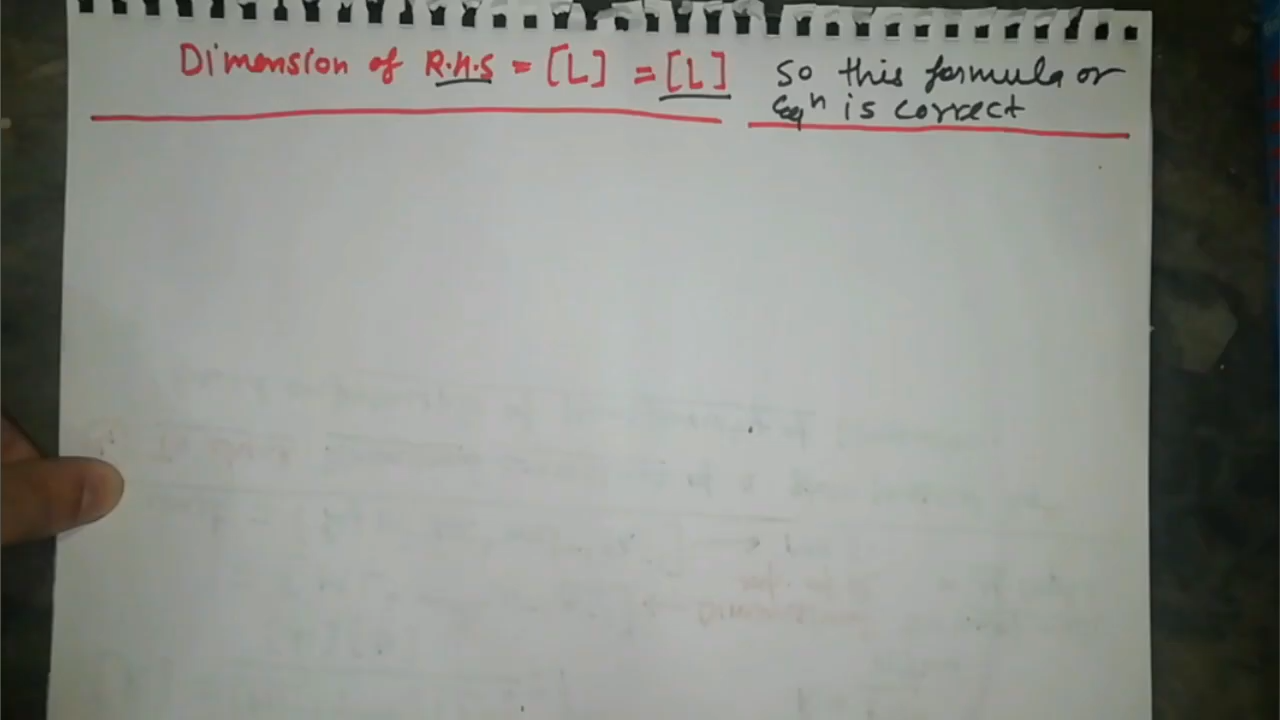 Dimension of R.H.S = [L] = [L]
So this formula or
eqn is correct